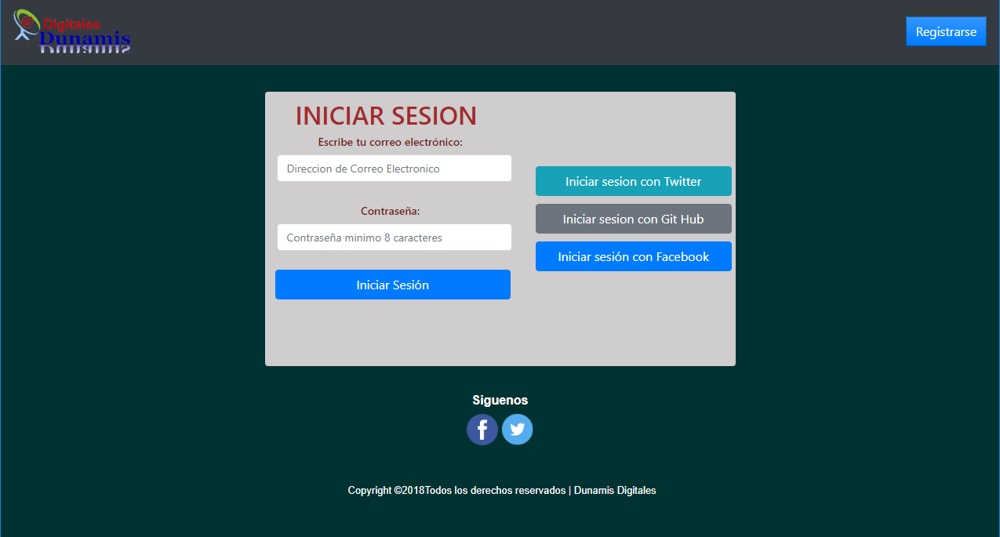 @ Digitales
Dunamis
Registrarse
INICIAR SESION
Escribe tu correo electrónico:
Direccion de Correo Electronico
Contraseña:
Contraseña minimo 8 caracteres
Iniciar Sesión
Iniciar sesion con Twitter
Iniciar sesion con Git Hub
Iniciar sesión con Facebook
Siguenos
Copyright ©2018Todos los derechos reservados | Dunamis Digitales